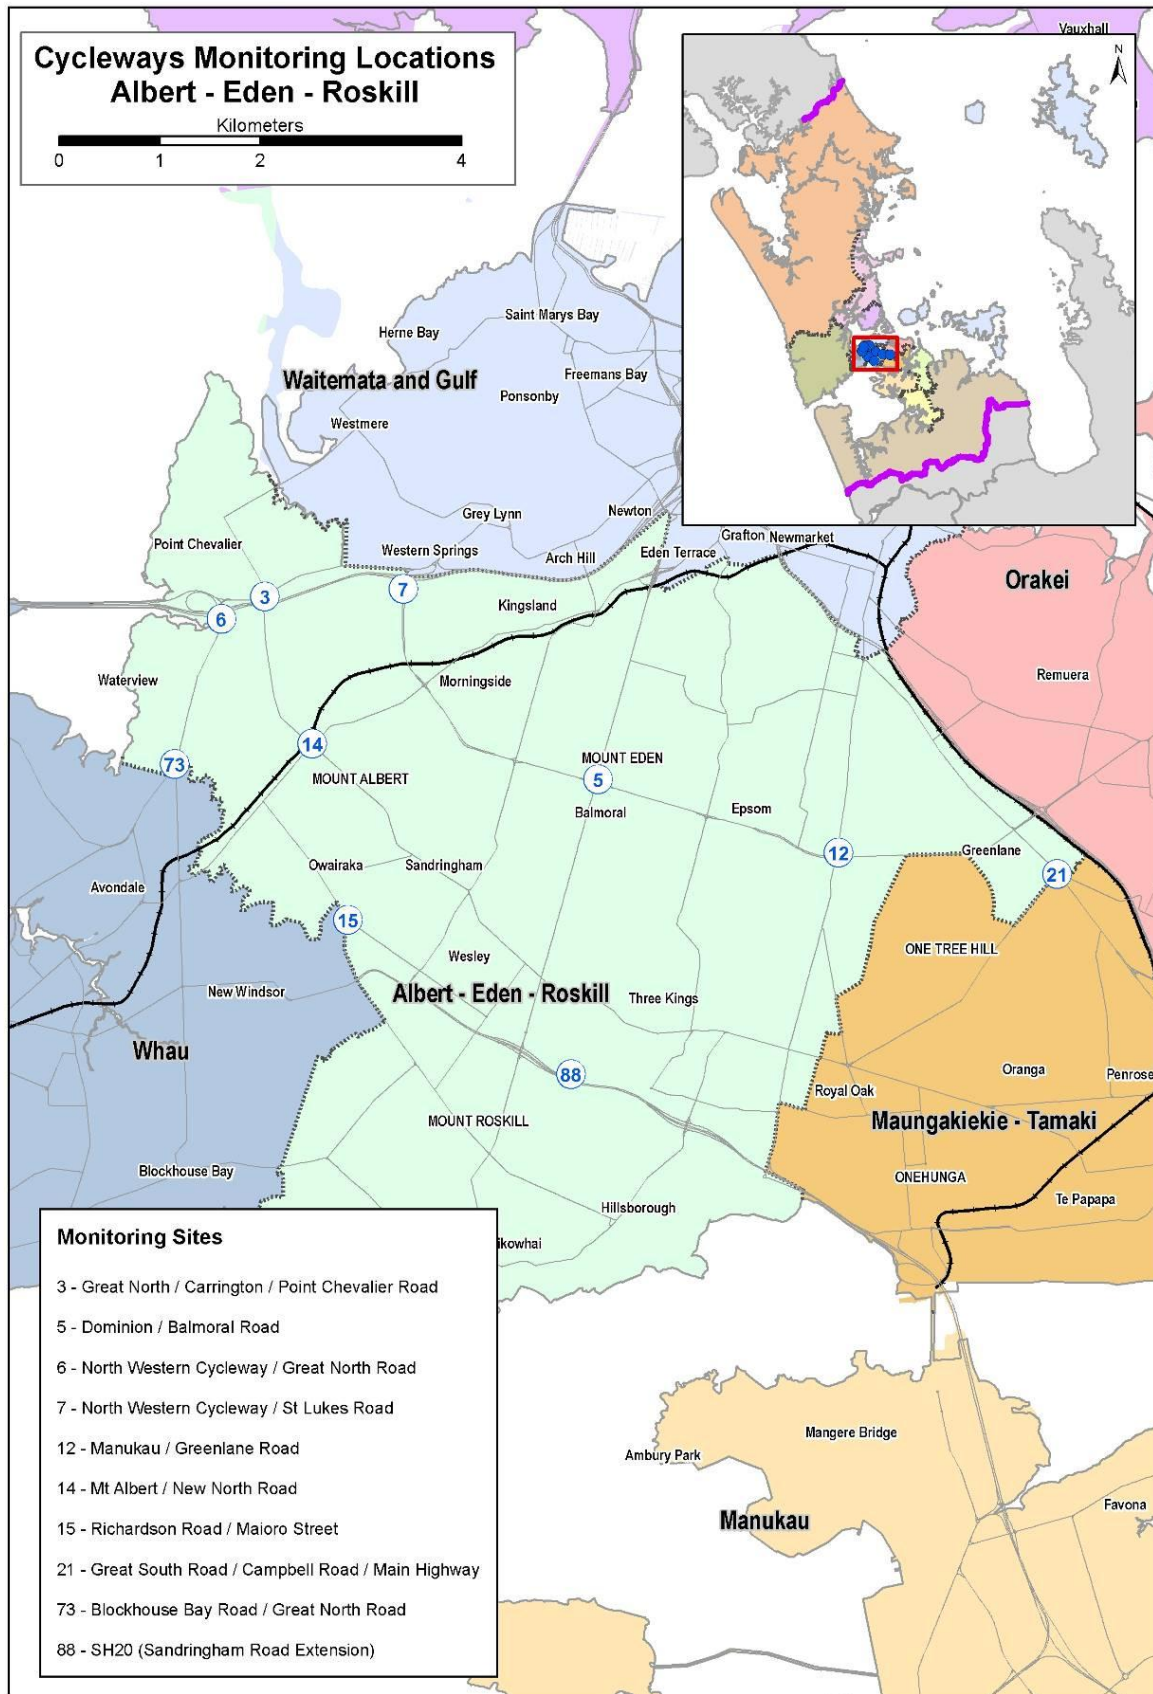 Cycleways Monitoring Locations
Albert - Eden - Roskill
Kilometers
0 1 2 4
Vauxhall
N
Saint Marys Bay
Herne Bay
Freemans Bay
Waitemata and Gulf
Ponsonby
Westmere
Grey Lynn
Newton
Point Chevalier
Western Springs
Arch Hill
Eden Terrace
Grafton
Newmarket
Orakei
3
7
6
Kingsland
Waterview
Morningside
Remuera
14
73
MOUNT ALBERT
MOUNT EDEN
5
Balmoral
Epsom
12
Greenlane
21
Owairaka
Sandringham
Avondale
15
Wesley
ONE TREE HILL
New Windsor
Albert - Eden - Roskill
Three Kings
Whau
88
Oranga
Penrose
Royal Oak
MOUNT ROSKILL
Maungakiekie - Tamaki
Blockhouse Bay
ONEHUNGA
Te Papapa
Hillsborough
ikowhai
Monitoring Sites
3 - Great North / Carrington / Point Chevalier Road
5 - Dominion / Balmoral Road
6 - North Western Cycleway / Great North Road
7 - North Western Cycleway / St Lukes Road
12 - Manukau / Greenlane Road
14 - Mt Albert / New North Road
15 - Richardson Road / Maioro Street
21 - Great South Road / Campbell Road / Main Highway
73 - Blockhouse Bay Road / Great North Road
88 - SH20 (Sandringham Road Extension)
Mangere Bridge
Ambury Park
Manukau
Favona